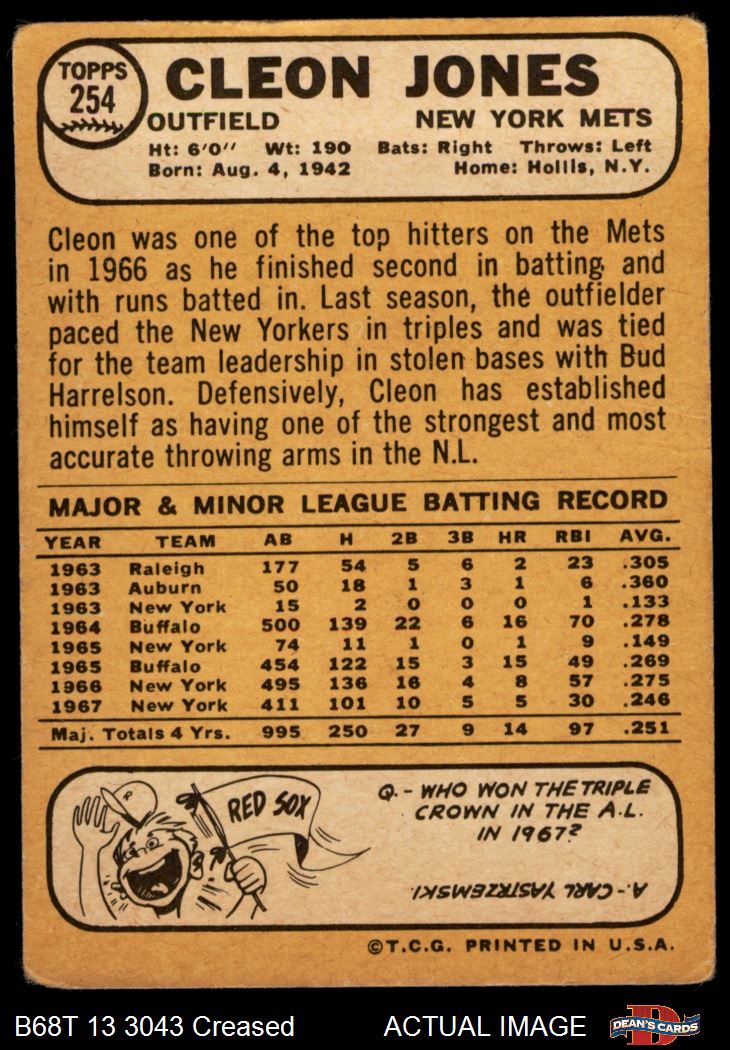 TOPPS
254
CLEON JONES
OUTFIELD NEW YORK METS
Ht: 6'0" Wt: 190 Bats: Right Throws: Left
Born: Aug. 4, 1942 Home: Hollis, N.Y.
Cleon was one of the top hitters on the Mets
in 1966 as he finished second in batting and
with runs batted in. Last season, the outfielder
paced the New Yorkers in triples and was tied
for the team leadership in stolen bases with Bud
Harrelson. Defensively, Cleon has established
himself as having one of the strongest and most
accurate throwing arms in the N.L.
MAJOR & MINOR LEAGUE BATTING RECORD
YEAR TEAM AB H 2B 3B HR RBI AVG.
1963 Raleigh 177 54 5 6 2 23 .305
1963 Auburn 50 18 1 3 1 6 .360
1963 New York 15 2 0 0 0 1 .133
1964 Buffalo 500 139 22 6 16 70 .278
1965 New York 74 11 1 0 1 9 .149
1965 Buffalo 454 122 15 3 15 49 .269
1966 New York 495 136 16 4 8 57 .275
1967 New York 411 101 10 5 5 30 .246
Maj. Totals 4 Yrs. 995 250 27 9 14 97 .251
RED SOX
Q.- WHO WON THE TRIPLE
CROWN IN THE A.L.
IN 1967?
A.- CARL YASTRZEMSKI
©T.C.G. PRINTED IN U.S.A.
B68T 13 3043 Creased ACTUAL IMAGE DEAN'S CARDS